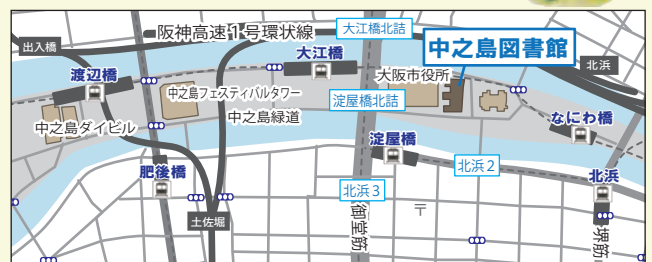 阪神高速1号環状線
大江橋北詰
出入橋
大江橋
中之島図書館
北浜
渡辺橋
大阪市役所
中之島フェスティバルタワー
淀屋橋北詰
中之島ダイビル
中之島緑道
なにわ橋
淀屋橋
肥後橋
北浜2
北浜
北浜3
土佐堀
〒
御堂筋
堺筋